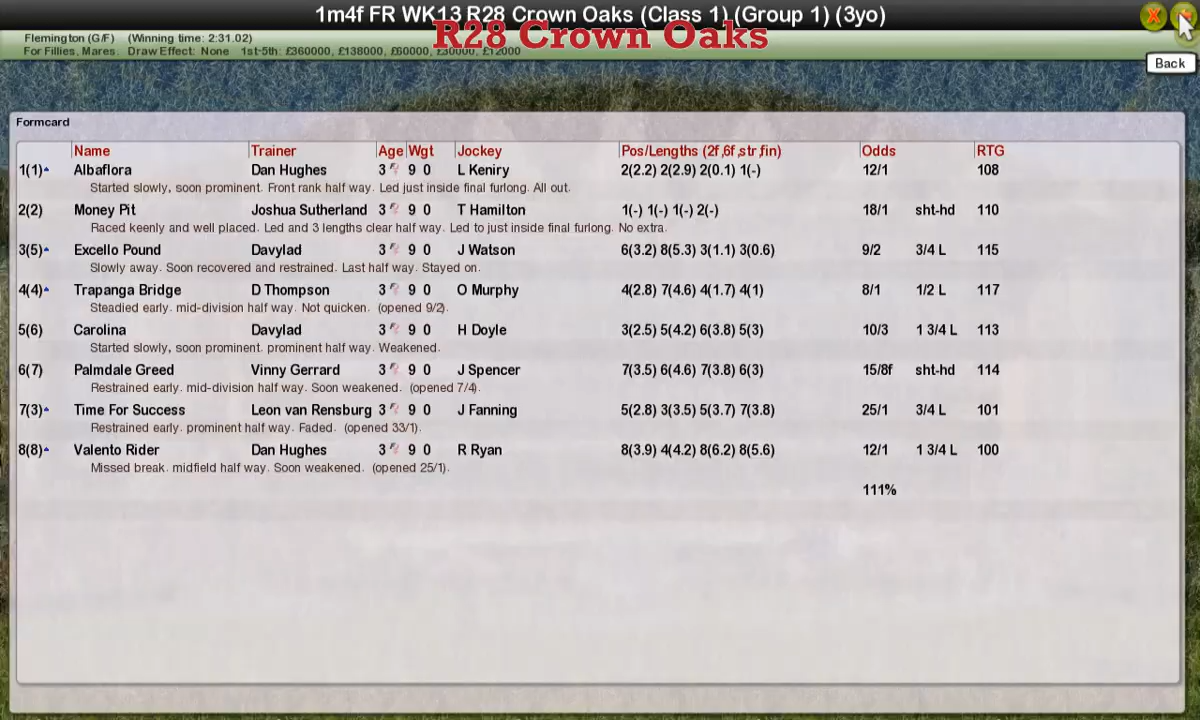 1m4f FR WK13 R28 Crown Oaks (Class 1) (Group 1) (3yo)
R28 Crown Oaks
Flemington (G/F) (Winning time: 2:31.02)
For Fillies, Mares. Draw Effect: None 1st-5th: £360000, £138000, £60000, £30000, £12000
Back
Formcard
Name Trainer Age Wgt Jockey Pos/Lengths (2f,6f,str,fin) Odds RTG
1(1) Albaflora Dan Hughes 3 9 0 L Keniry 2(2.2) 2(2.9) 2(0.1) 1(-) 12/1 108
Started slowly, soon prominent. Front rank half way. Led just inside final furlong. All out.
2(2) Money Pit Joshua Sutherland 3 9 0 T Hamilton 1(-) 1(-) 1(-) 2(-) 18/1 sht-hd 110
Raced keenly and well placed. Led and 3 lengths clear half way. Led to just inside final furlong. No extra.
3(5) Excello Pound Davylad 3 9 0 J Watson 6(3.2) 8(5.3) 3(1.1) 3(0.6) 9/2 3/4 L 115
Slowly away. Soon recovered and restrained. Last half way. Stayed on.
4(4) Trapanga Bridge D Thompson 3 9 0 O Murphy 4(2.8) 7(4.6) 4(1.7) 4(1) 8/1 1/2 L 117
Steadied early. mid-division half way. Not quicken. (opened 9/2).
5(6) Carolina Davylad 3 9 0 H Doyle 3(2.5) 5(4.2) 6(3.8) 5(3) 10/3 1 3/4 L 113
Started slowly, soon prominent. prominent half way. Weakened.
6(7) Palmdale Greed Vinny Gerrard 3 9 0 J Spencer 7(3.5) 6(4.6) 7(3.8) 6(3) 15/8f sht-hd 114
Restrained early. mid-division half way. Soon weakened. (opened 7/4).
7(3) Time For Success Leon van Rensburg 3 9 0 J Fanning 5(2.8) 3(3.5) 5(3.7) 7(3.8) 25/1 3/4 L 101
Restrained early. prominent half way. Faded. (opened 33/1).
8(8) Valento Rider Dan Hughes 3 9 0 R Ryan 8(3.9) 4(4.2) 8(6.2) 8(5.6) 12/1 1 3/4 L 100
Missed break. midfield half way. Soon weakened. (opened 25/1).
111%